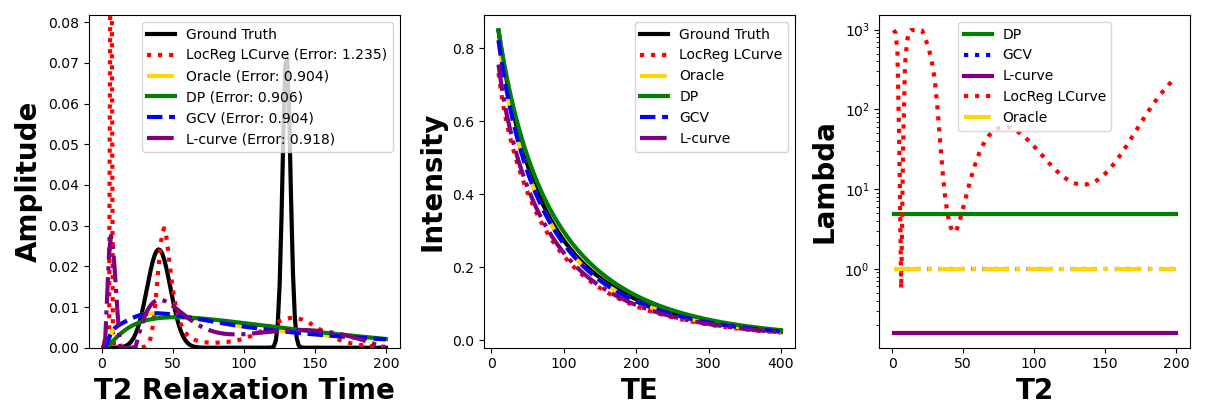 Amplitude
0.08
0.07
0.06
0.05
0.04
0.03
0.02
0.01
0.00
Ground Truth
LocReg LCurve (Error: 1.235)
Oracle (Error: 0.904)
DP (Error: 0.906)
GCV (Error: 0.904)
L-curve (Error: 0.918)
0 50 100 150 200
T2 Relaxation Time
Intensity
0.8
0.6
0.4
0.2
0.0
Ground Truth
LocReg LCurve
Oracle
DP
GCV
L-curve
0 100 200 300 400
TE
Lambda
10³
10²
10¹
10⁰
DP
GCV
L-curve
LocReg LCurve
Oracle
0 50 100 150 200
T2